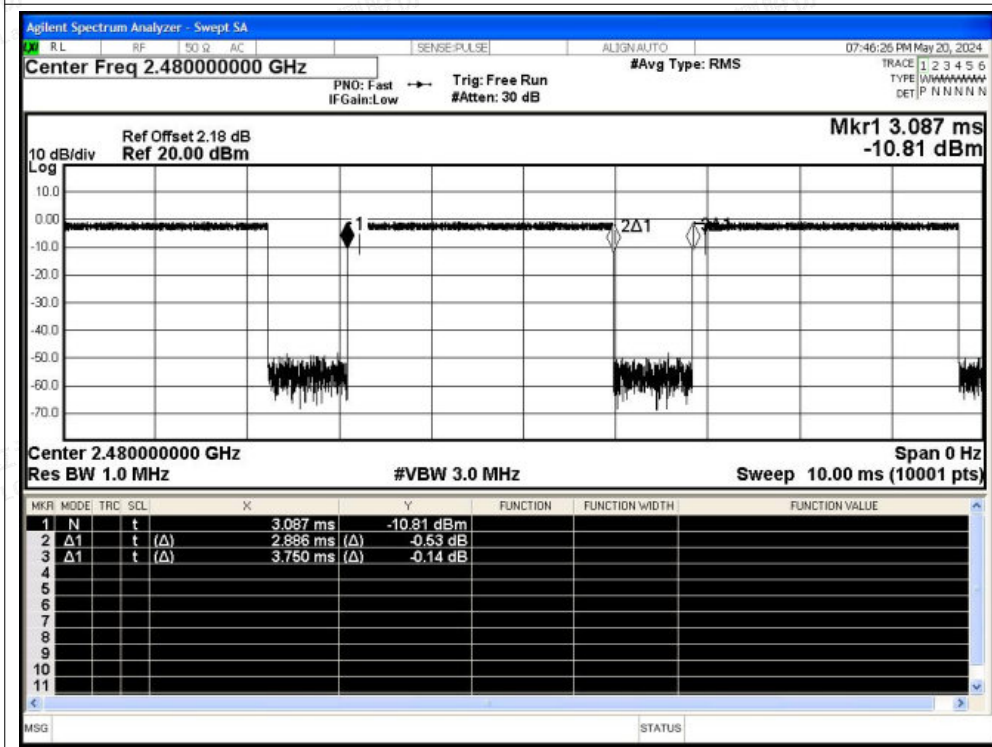 Agilent Spectrum Analyzer - Swept SA
RL RF 50 Ω AC SENSE:PULSE ALIGN AUTO 07:46:26 PM May 20, 2024
Center Freq 2.480000000 GHz
PNO: Fast
IFGain:Low
Trig: Free Run
#Atten: 30 dB
#Avg Type: RMS
TRACE 1 2 3 4 5 6
TYPE
DET P N N N N N
Ref Offset 2.18 dB
10 dB/div Ref 20.00 dBm
Mkr1 3.087 ms
-10.81 dBm
Log
10.0
0.00
-10.0
-20.0
-30.0
-40.0
-50.0
-60.0
-70.0
1
2Δ1
Center 2.480000000 GHz Span 0 Hz
Res BW 1.0 MHz #VBW 3.0 MHz Sweep 10.00 ms (10001 pts)
MKR MODE TRC SCL X Y FUNCTION FUNCTION WIDTH FUNCTION VALUE
1 N t 3.087 ms -10.81 dBm
2 Δ1 t (Δ) 2.886 ms (Δ) -0.53 dB
3 Δ1 t (Δ) 3.750 ms (Δ) -0.14 dB
4
5
6
7
8
9
10
11
MSG STATUS